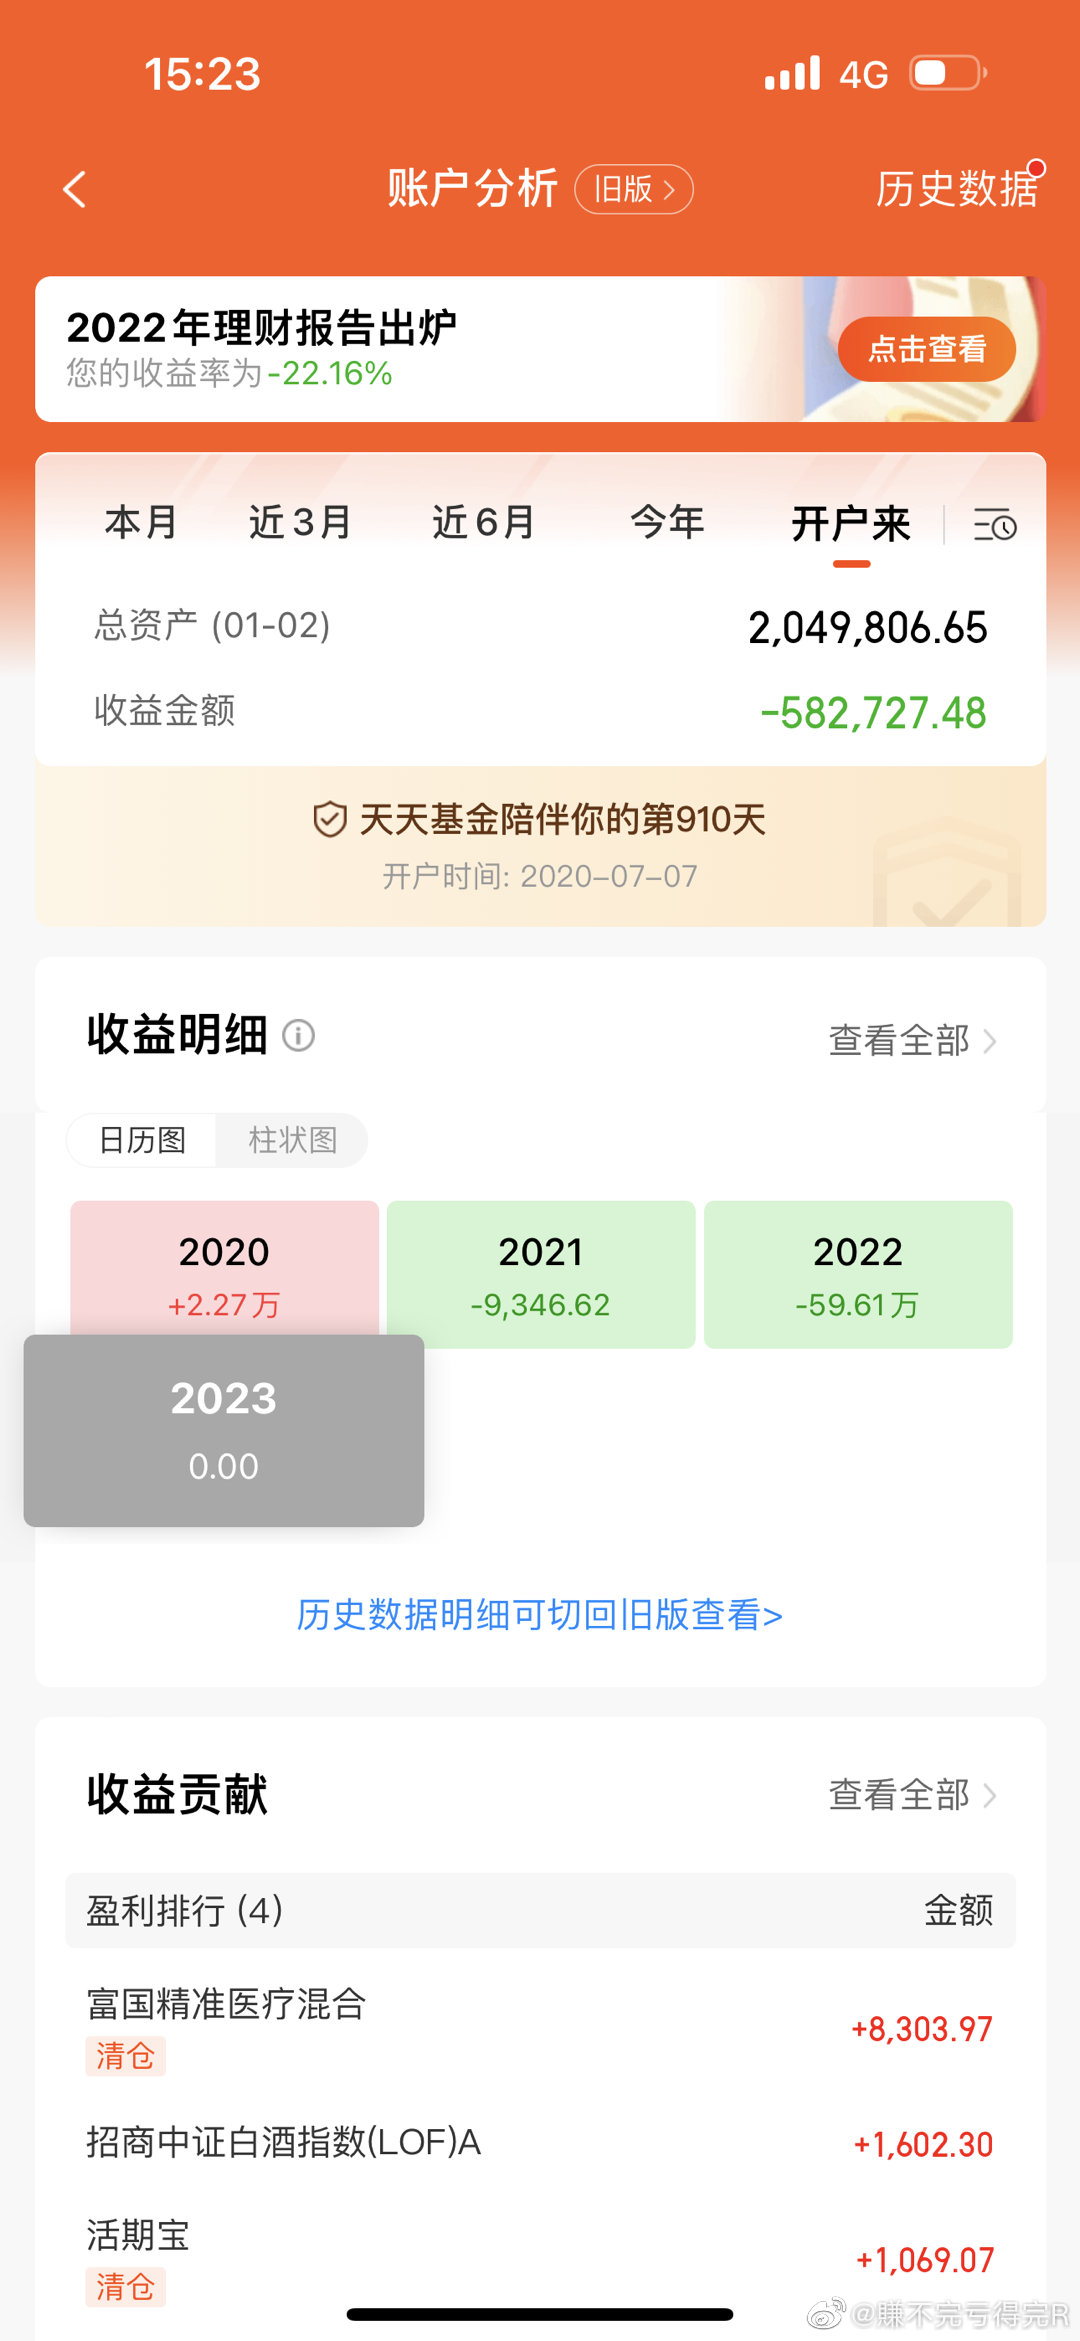 15:23
4G
账户分析
旧版 >
历史数据
2022年理财报告出炉
您的收益率为-22.16%
点击查看
本月 近3月 近6月 今年 开户来
总资产 (01-02) 2,049,806.65
收益金额 -582,727.48
天天基金陪伴你的第910天
开户时间: 2020-07-07
收益明细
查看全部 >
日历图 柱状图
2020 2021 2022
+2.27万 -9,346.62 -59.61万
2023
0.00
历史数据明细可切回旧版查看>
收益贡献
查看全部 >
盈利排行 (4) 金额
富国精准医疗混合
+8,303.97
清仓
招商中证白酒指数(LOF)A +1,602.30
活期宝
+1,069.07
清仓
@赚不完亏得完R